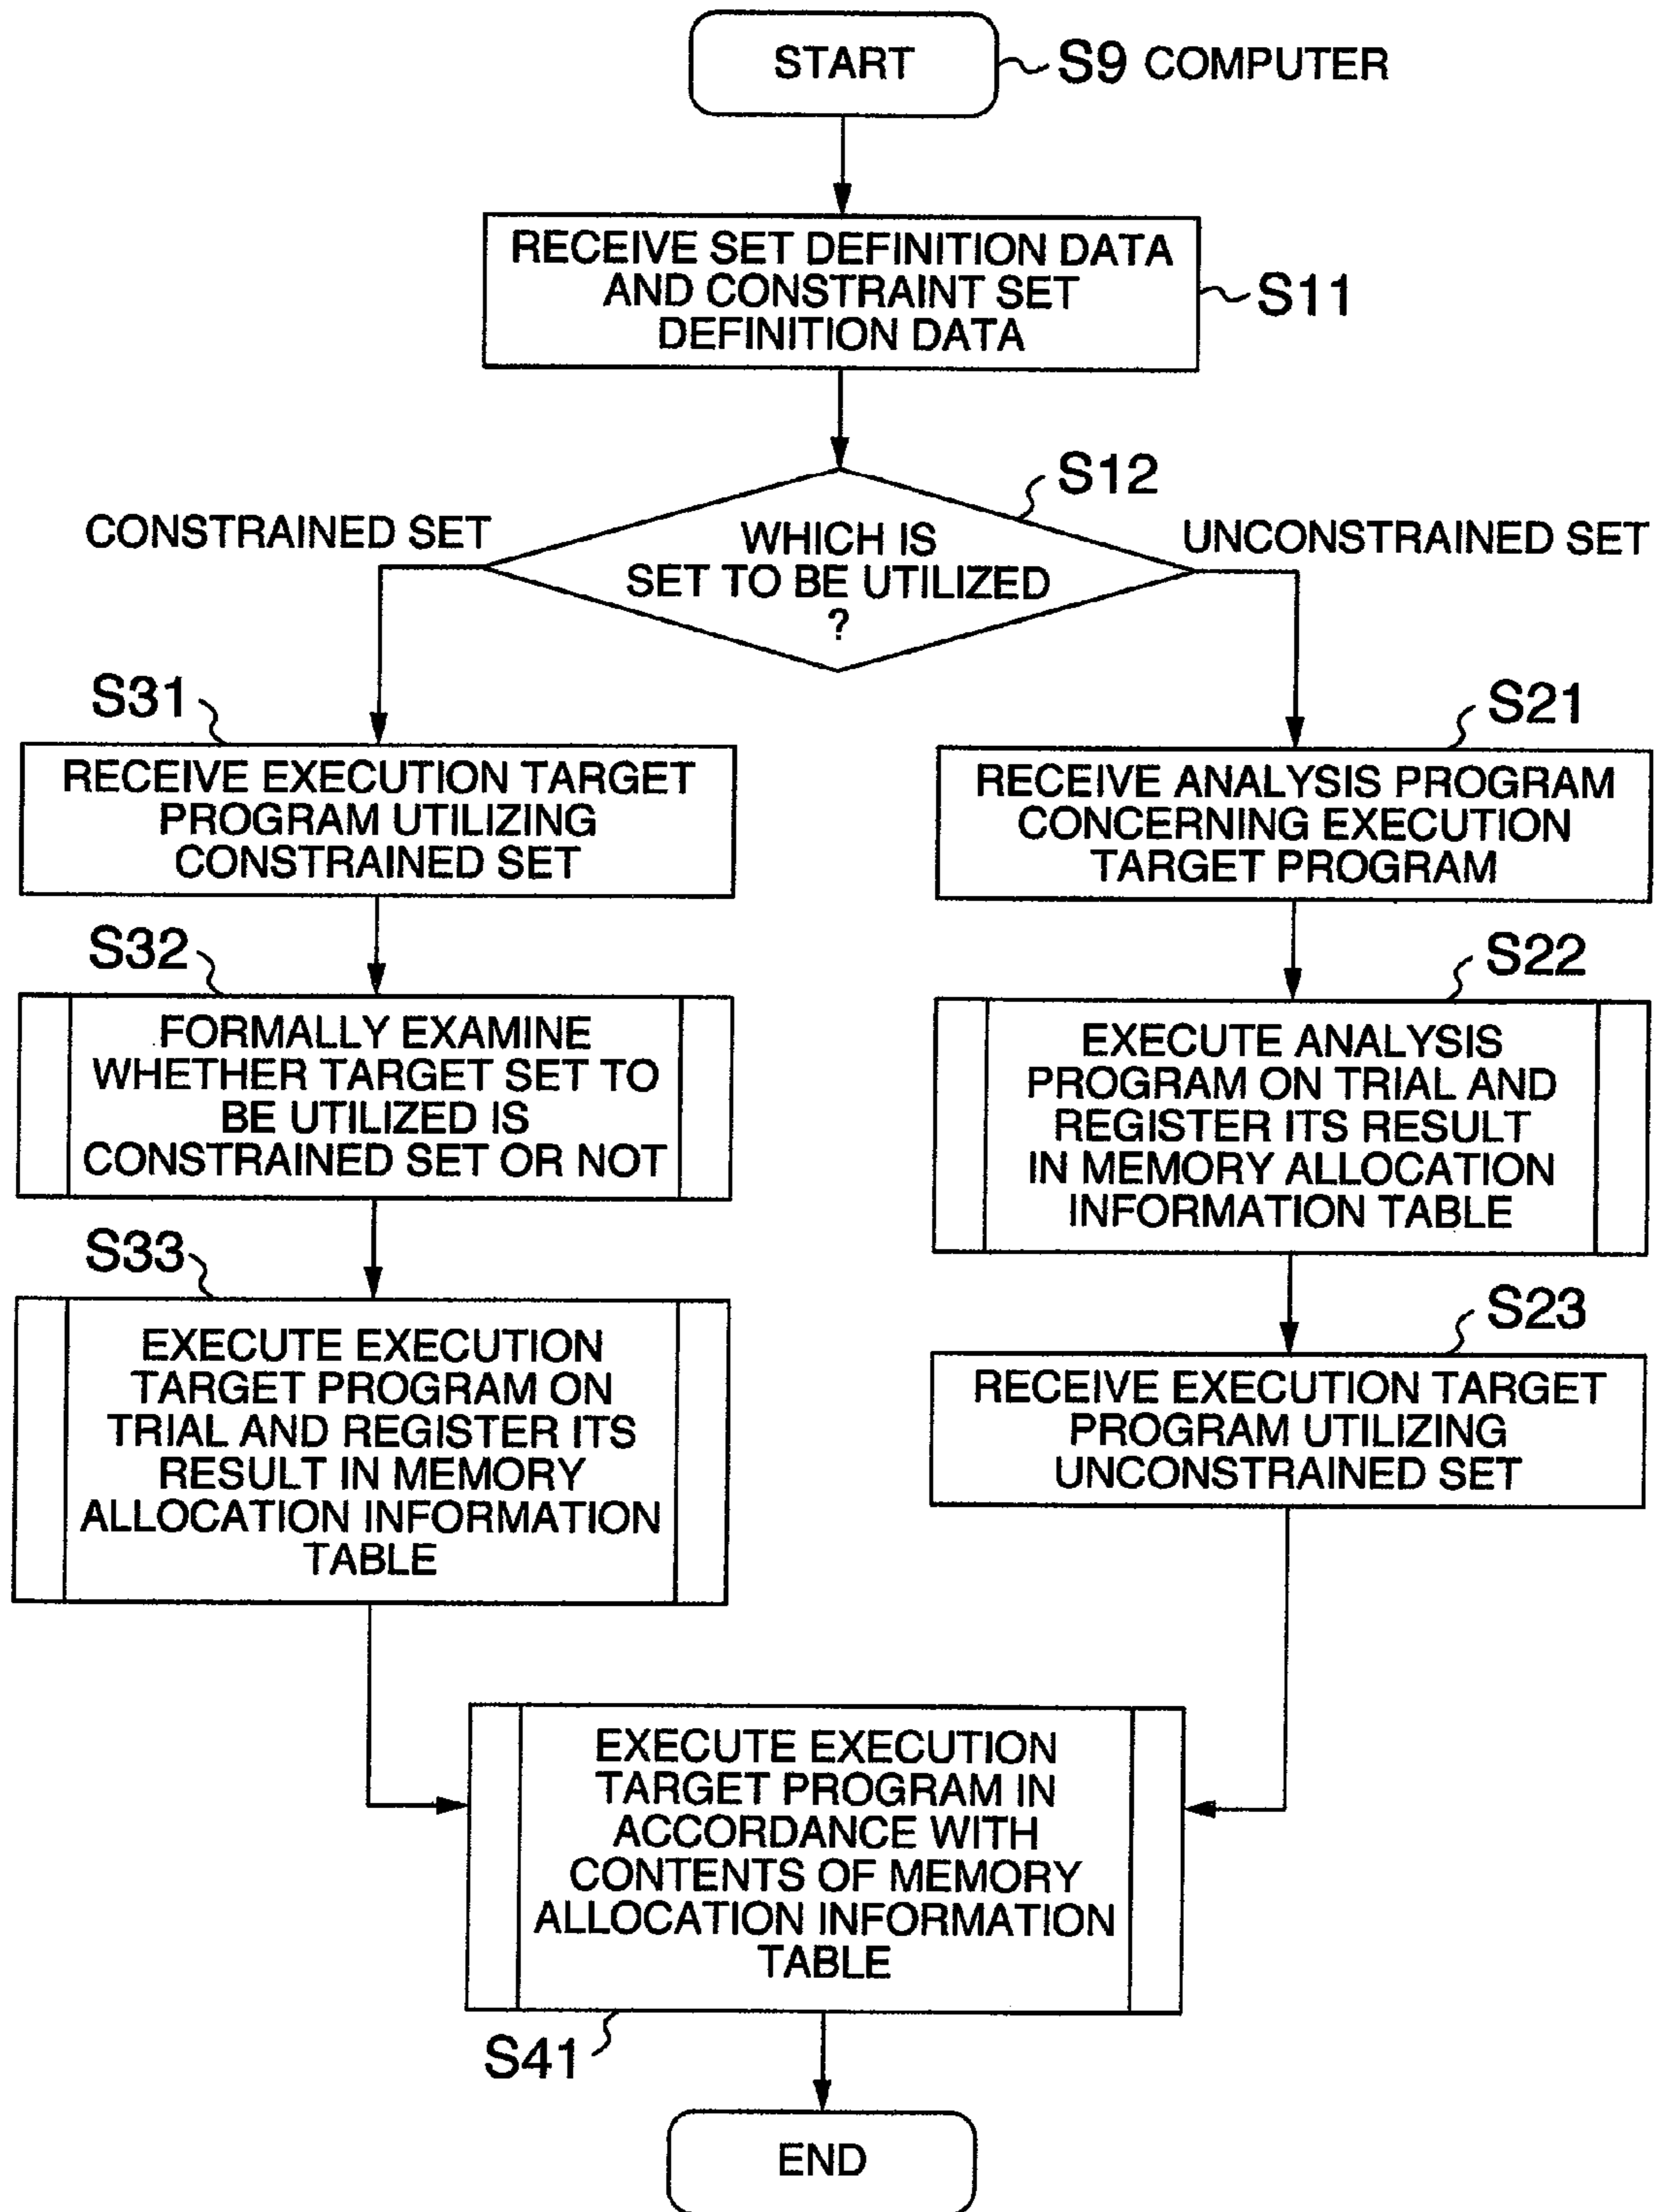 START
S9 COMPUTER
RECEIVE SET DEFINITION DATA
AND CONSTRAINT SET
DEFINITION DATA
S11
S12
CONSTRAINED SET
WHICH IS
SET TO BE UTILIZED
?
UNCONSTRAINED SET
S31
RECEIVE EXECUTION TARGET
PROGRAM UTILIZING
CONSTRAINED SET
S32
FORMALLY EXAMINE
WHETHER TARGET SET TO
BE UTILIZED IS
CONSTRAINED SET OR NOT
S33
EXECUTE EXECUTION
TARGET PROGRAM ON
TRIAL AND REGISTER ITS
RESULT IN MEMORY
ALLOCATION INFORMATION
TABLE
S21
RECEIVE ANALYSIS PROGRAM
CONCERNING EXECUTION
TARGET PROGRAM
S22
EXECUTE ANALYSIS
PROGRAM ON TRIAL AND
REGISTER ITS RESULT
IN MEMORY ALLOCATION
INFORMATION TABLE
S23
RECEIVE EXECUTION TARGET
PROGRAM UTILIZING
UNCONSTRAINED SET
EXECUTE EXECUTION
TARGET PROGRAM IN
ACCORDANCE WITH
CONTENTS OF MEMORY
ALLOCATION INFORMATION
TABLE
S41
END